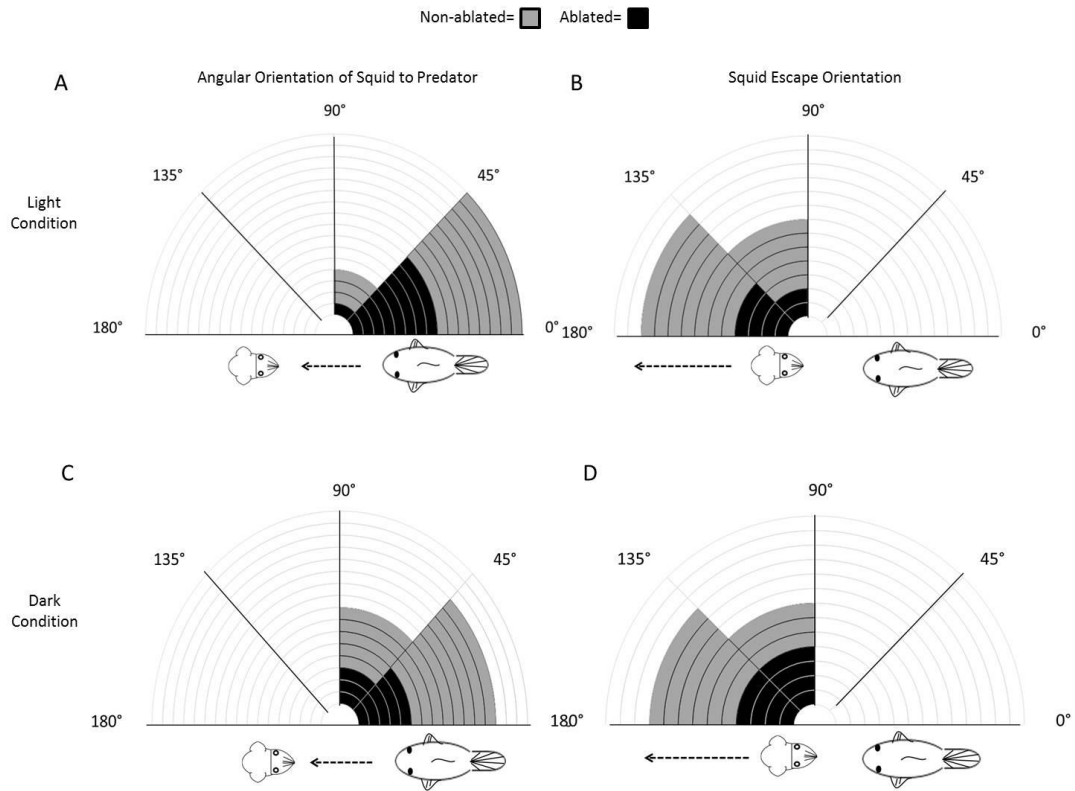 Non-ablated= Ablated=
A Angular Orientation of Squid to Predator
B Squid Escape Orientation
90°
90°
135°
45°
135°
45°
Light
Condition
180°
0°
180°
0°
C
D
90°
90°
135°
45°
135°
45°
Dark
Condition
180°
180°
0°